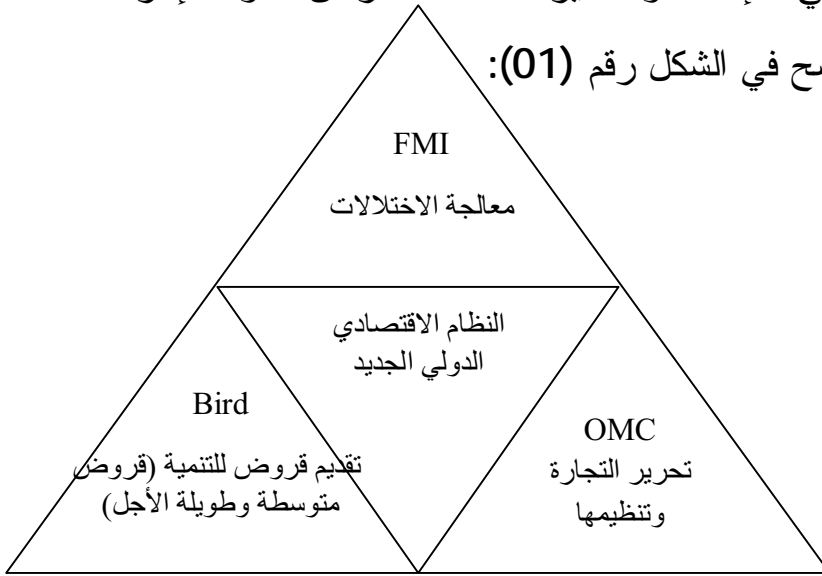 ح في الشكل رقم (01):
FMI
معالجة الاختلالات
النظام الاقتصادي
الدولي الجديد
Bird
تقديم قروض للتنمية (قروض
متوسطة وطويلة الأجل)
OMC
تحرير التجارة
وتنظيمها